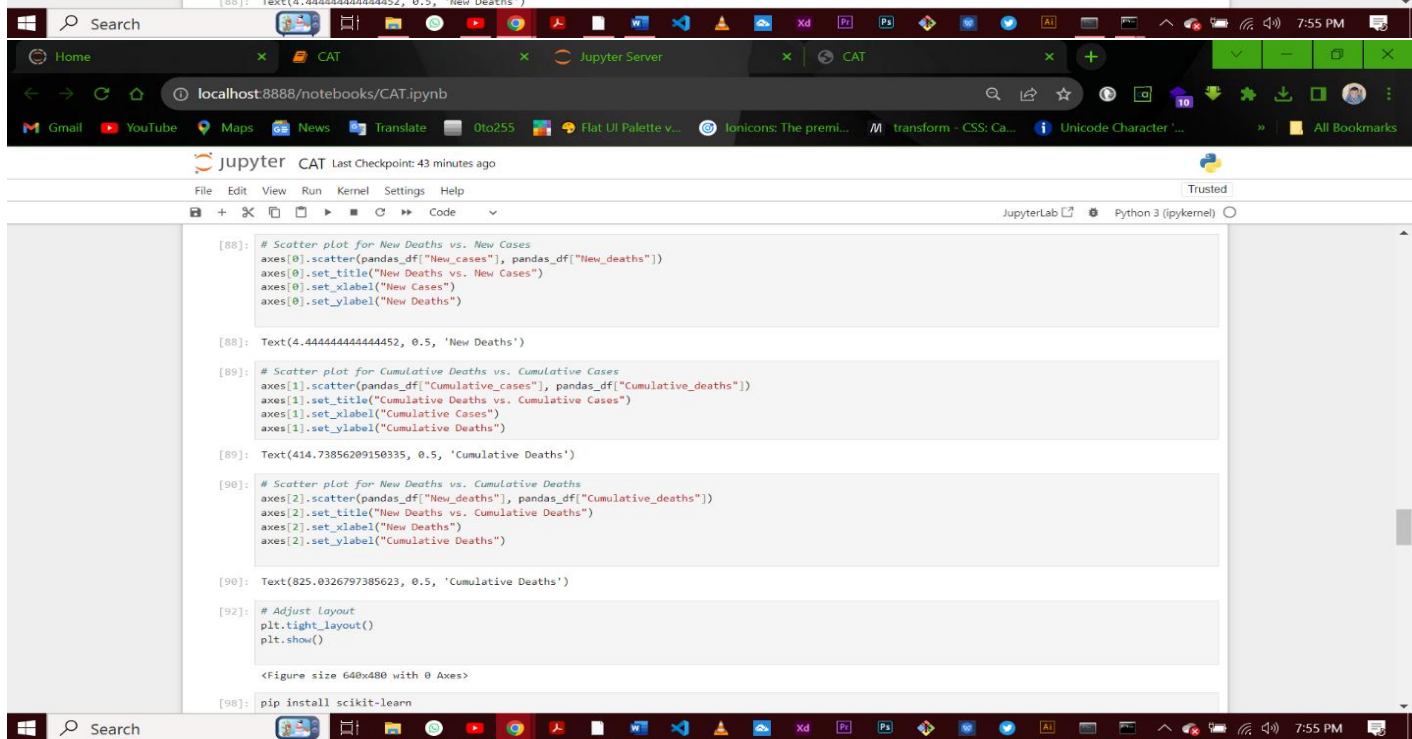 [88]: Text(4.444444444444452, 0.5, 'New Deaths')
Search
7:55 PM
Home
CAT
Jupyter Server
CAT
localhost:8888/notebooks/CAT.ipynb
10
Gmail
YouTube
Maps
News
Translate
0to255
Flat UI Palette v...
Ionicons: The premi...
transform - CSS: Ca...
Unicode Character '...
»
All Bookmarks
jupyter CAT Last Checkpoint: 43 minutes ago
File Edit View Run Kernel Settings Help
Trusted
Code
JupyterLab
Python 3 (ipykernel)
[88]: # Scatter plot for New Deaths vs. New Cases
axes[0].scatter(pandas_df["New_cases"], pandas_df["New_deaths"])
axes[0].set_title("New Deaths vs. New Cases")
axes[0].set_xlabel("New Cases")
axes[0].set_ylabel("New Deaths")
[88]: Text(4.444444444444452, 0.5, 'New Deaths')
[89]: # Scatter plot for Cumulative Deaths vs. Cumulative Cases
axes[1].scatter(pandas_df["Cumulative_cases"], pandas_df["Cumulative_deaths"])
axes[1].set_title("Cumulative Deaths vs. Cumulative Cases")
axes[1].set_xlabel("Cumulative Cases")
axes[1].set_ylabel("Cumulative Deaths")
[89]: Text(414.73856209150335, 0.5, 'Cumulative Deaths')
[90]: # Scatter plot for New Deaths vs. Cumulative Deaths
axes[2].scatter(pandas_df["New_deaths"], pandas_df["Cumulative_deaths"])
axes[2].set_title("New Deaths vs. Cumulative Deaths")
axes[2].set_xlabel("New Deaths")
axes[2].set_ylabel("Cumulative Deaths")
[90]: Text(825.0326797385623, 0.5, 'Cumulative Deaths')
[92]: # Adjust layout
plt.tight_layout()
plt.show()
<Figure size 640x480 with 0 Axes>
[98]: pip install scikit-learn
Search
7:55 PM